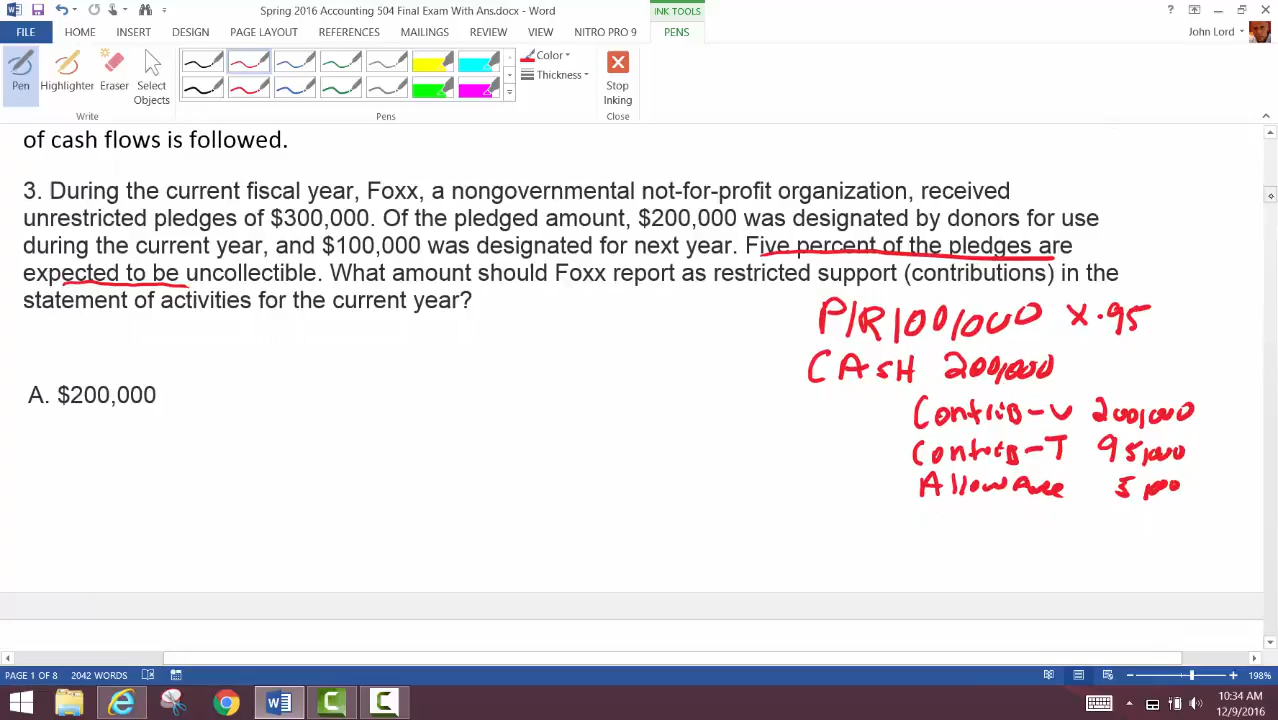 Spring 2016 Accounting 504 Final Exam With Ans.docx - Word
INK TOOLS
?
FILE HOME INSERT DESIGN PAGE LAYOUT REFERENCES MAILINGS REVIEW VIEW NITRO PRO 9 PENS
John Lord
Pen Highlighter Eraser Select Objects
Color
Thickness
Stop Inking
Write Pens Close
of cash flows is followed.
3. During the current fiscal year, Foxx, a nongovernmental not-for-profit organization, received
unrestricted pledges of $300,000. Of the pledged amount, $200,000 was designated by donors for use
during the current year, and $100,000 was designated for next year. Five percent of the pledges are
expected to be uncollectible. What amount should Foxx report as restricted support (contributions) in the
statement of activities for the current year?
P/R 100,000 x .95
CASH 200,000
A. $200,000
Contrib-U 200,000
Contrib-T 95,000
Allowance 5,000
PAGE 1 OF 8 2042 WORDS 198%
10:34 AM
12/9/2016